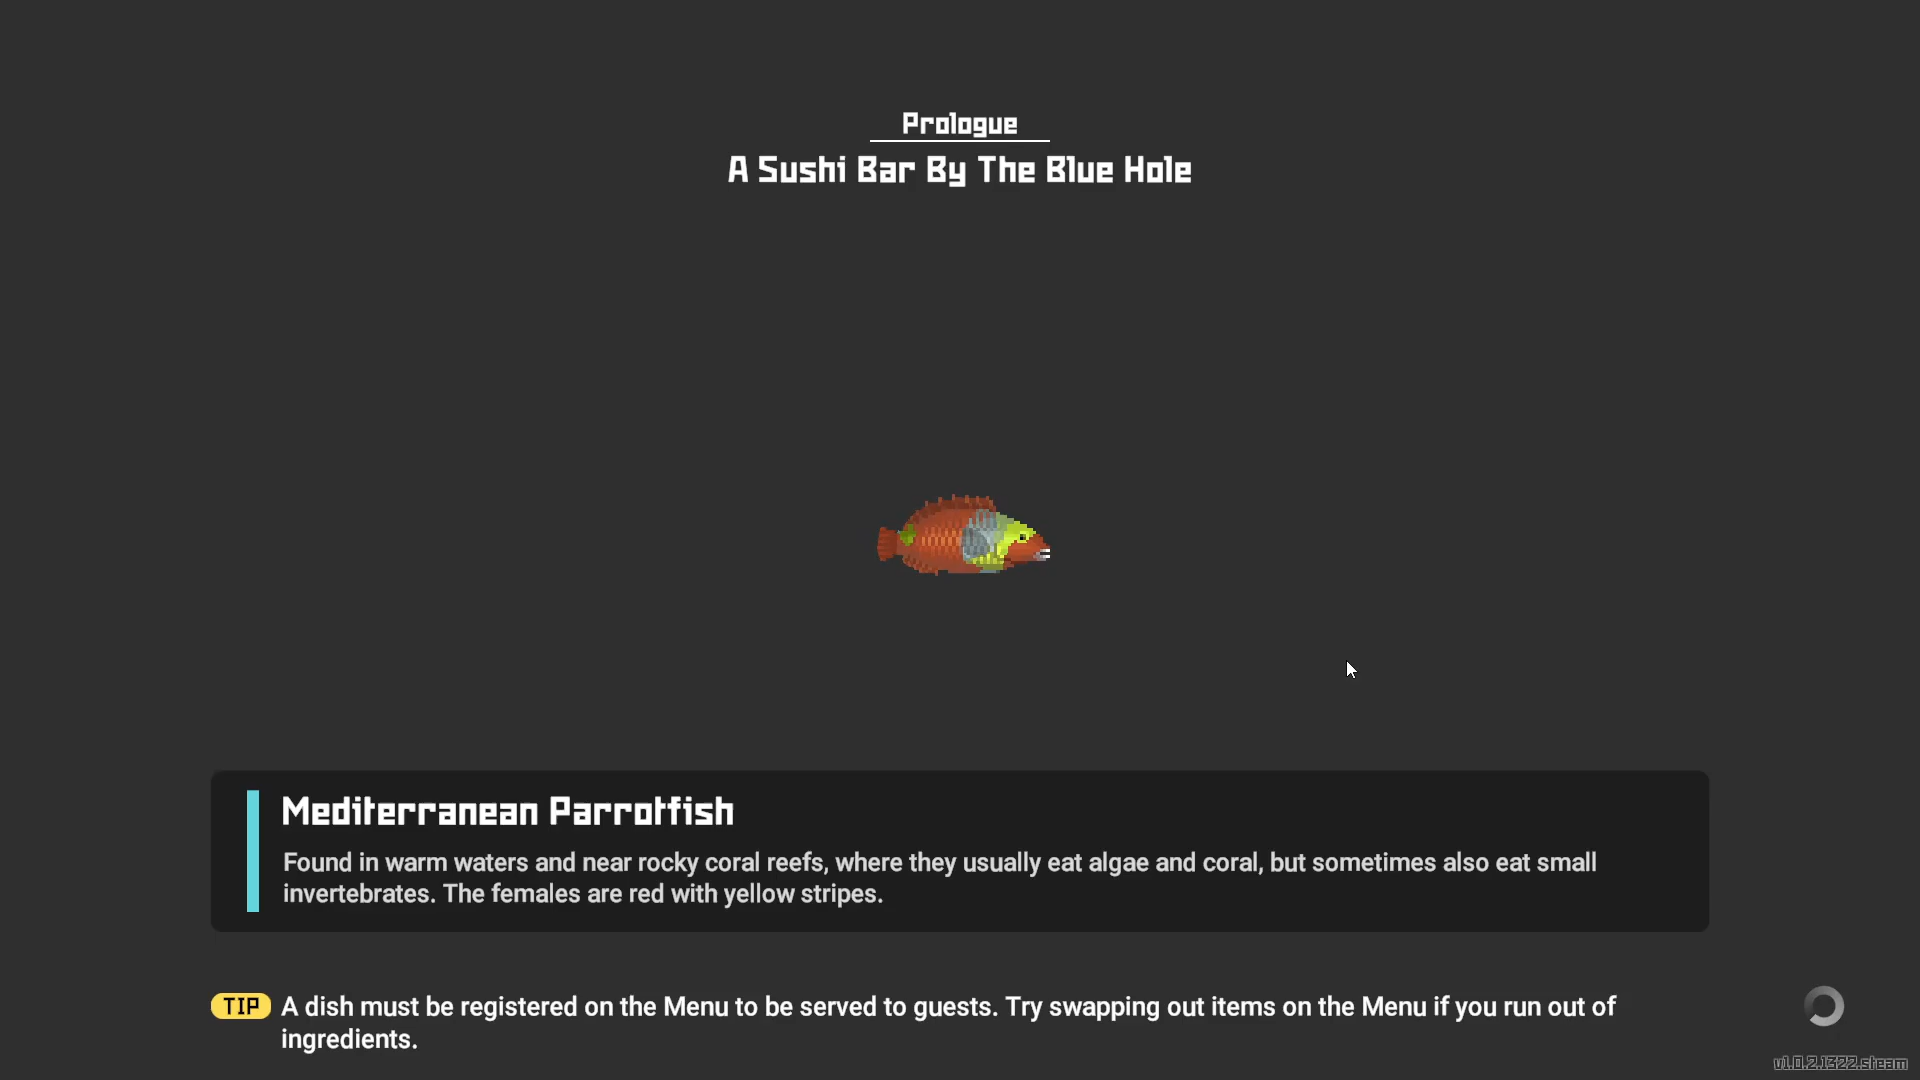 Prologue
A Sushi Bar By The Blue Hole
Mediterranean Parrotfish
Found in warm waters and near rocky coral reefs, where they usually eat algae and coral, but sometimes also eat small
invertebrates. The females are red with yellow stripes.
TIP A dish must be registered on the Menu to be served to guests. Try swapping out items on the Menu if you run out of
ingredients.
v1.0.2.1322.steam